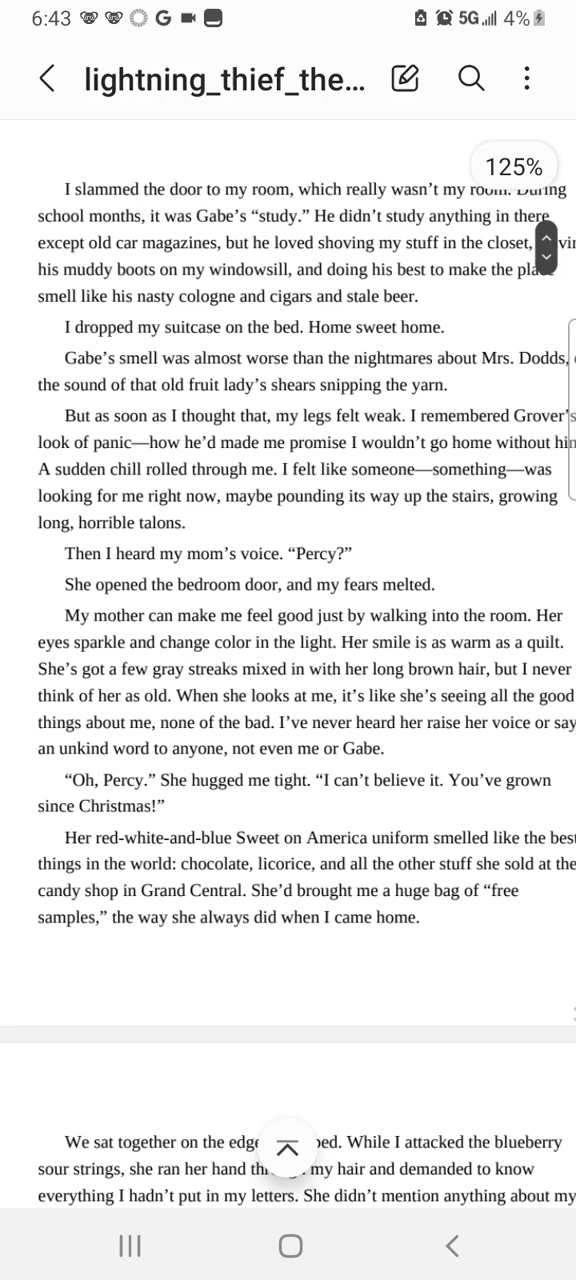 6:43 G 5G 4%
lightning_thief_the...
125%
I slammed the door to my room, which really wasn’t my room. During
school months, it was Gabe’s “study.” He didn’t study anything in there
except old car magazines, but he loved shoving my stuff in the closet,
his muddy boots on my windowsill, and doing his best to make the place
smell like his nasty cologne and cigars and stale beer.
I dropped my suitcase on the bed. Home sweet home.
Gabe’s smell was almost worse than the nightmares about Mrs. Dodds,
the sound of that old fruit lady’s shears snipping the yarn.
But as soon as I thought that, my legs felt weak. I remembered Grover’s
look of panic—how he’d made me promise I wouldn’t go home without him
A sudden chill rolled through me. I felt like someone—something—was
looking for me right now, maybe pounding its way up the stairs, growing
long, horrible talons.
Then I heard my mom’s voice. “Percy?”
She opened the bedroom door, and my fears melted.
My mother can make me feel good just by walking into the room. Her
eyes sparkle and change color in the light. Her smile is as warm as a quilt.
She’s got a few gray streaks mixed in with her long brown hair, but I never
think of her as old. When she looks at me, it’s like she’s seeing all the good
things about me, none of the bad. I’ve never heard her raise her voice or say
an unkind word to anyone, not even me or Gabe.
“Oh, Percy.” She hugged me tight. “I can’t believe it. You’ve grown
since Christmas!”
Her red-white-and-blue Sweet on America uniform smelled like the best
things in the world: chocolate, licorice, and all the other stuff she sold at the
candy shop in Grand Central. She’d brought me a huge bag of “free
samples,” the way she always did when I came home.
We sat together on the edge bed. While I attacked the blueberry
sour strings, she ran her hand through my hair and demanded to know
everything I hadn’t put in my letters. She didn’t mention anything about my